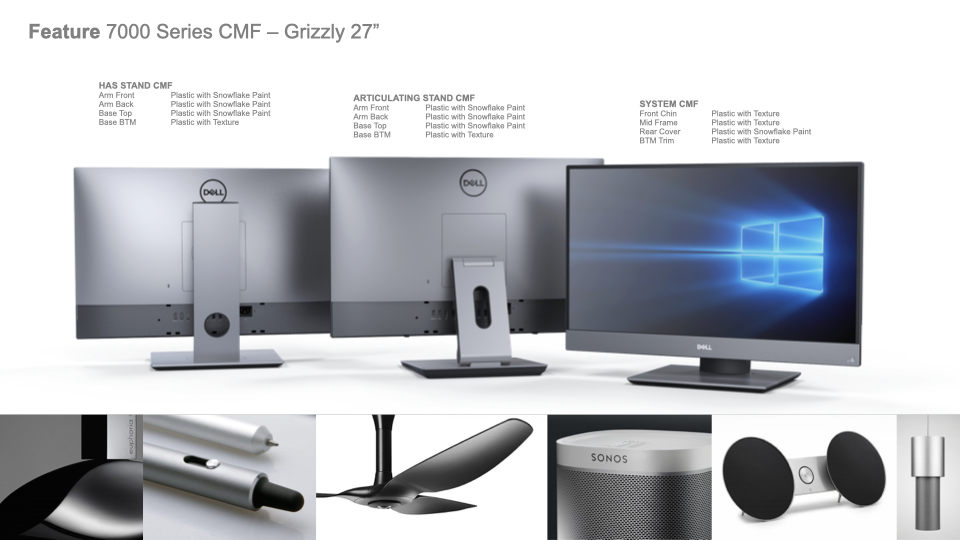 Feature 7000 Series CMF – Grizzly 27”
HAS STAND CMF
Arm Front Plastic with Snowflake Paint
Arm Back Plastic with Snowflake Paint
Base Top Plastic with Snowflake Paint
Base BTM Plastic with Texture
ARTICULATING STAND CMF
Arm Front Plastic with Snowflake Paint
Arm Back Plastic with Snowflake Paint
Base Top Plastic with Snowflake Paint
Base BTM Plastic with Texture
SYSTEM CMF
Front Chin Plastic with Texture
Mid Frame Plastic with Texture
Rear Cover Plastic with Snowflake Paint
BTM Trim Plastic with Texture
DELL
DELL
DELL
SONOS